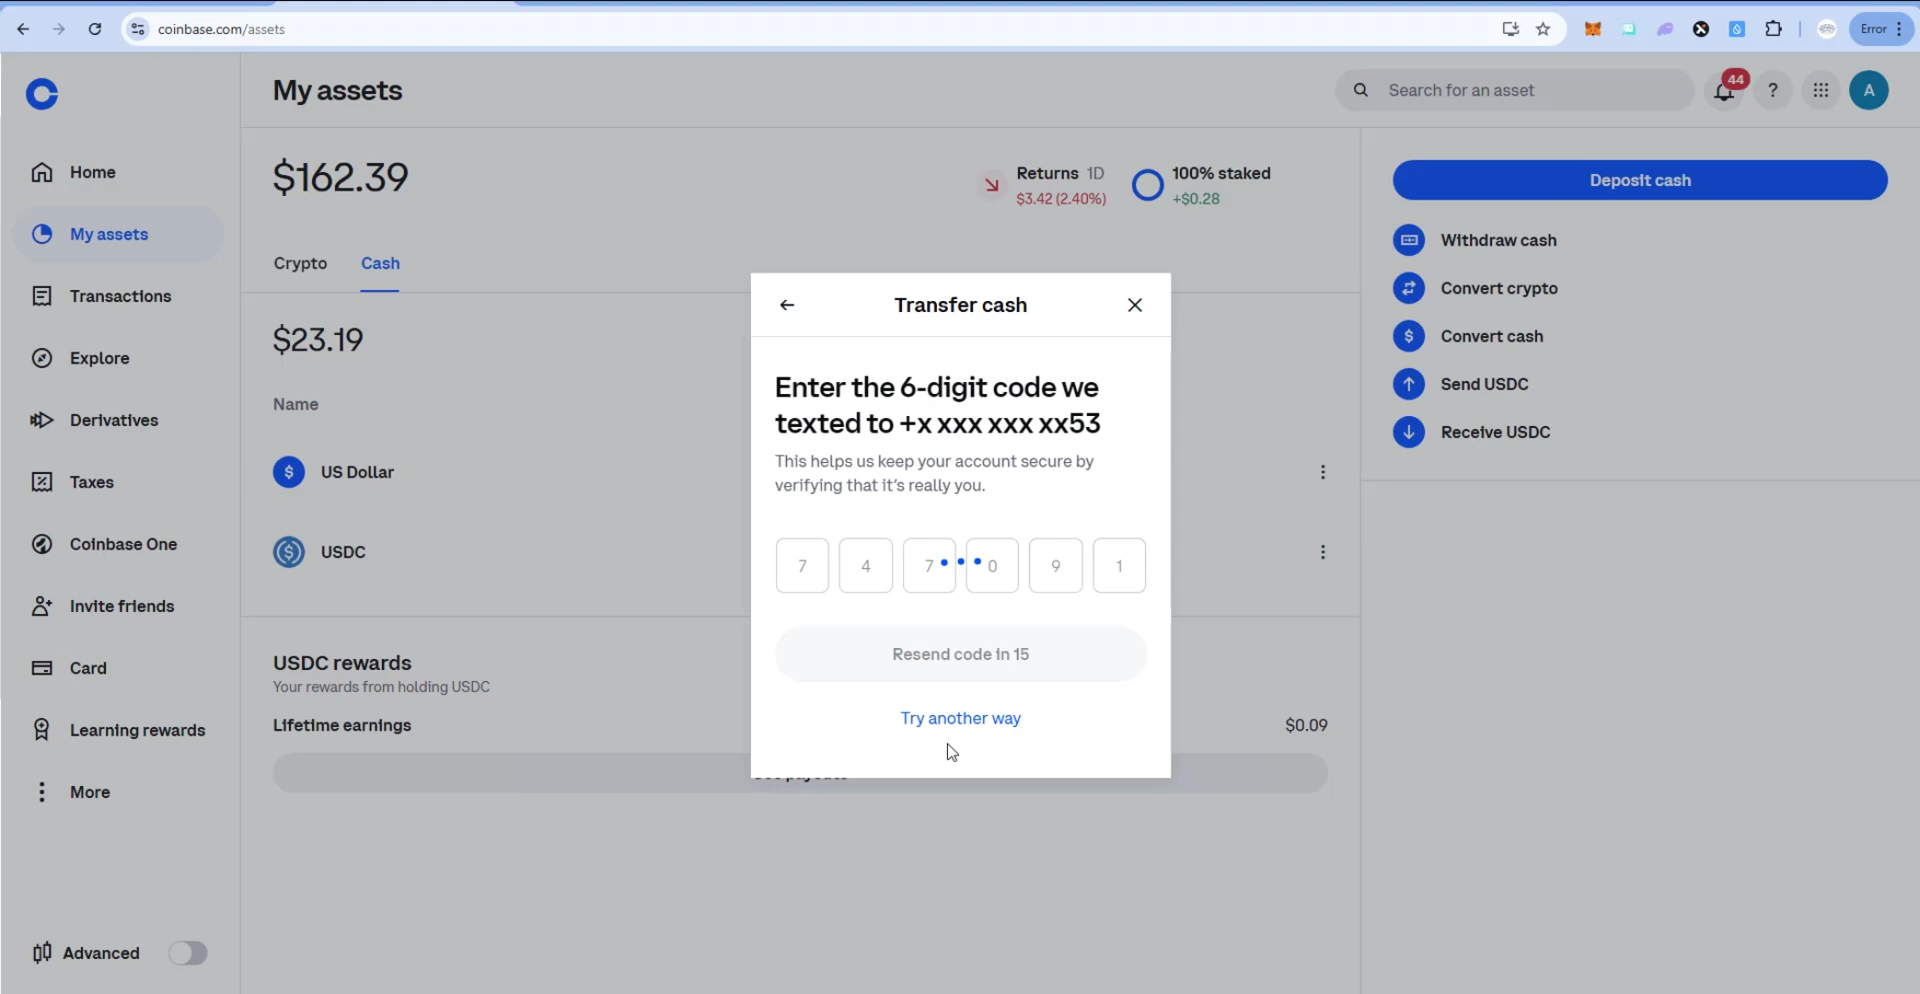 coinbase.com/assets
Error
My assets
Search for an asset
44
?
A
Home
My assets
Transactions
Explore
Derivatives
Taxes
Coinbase One
Invite friends
Card
Learning rewards
More
Advanced
$162.39
Returns 1D
$3.42 (2.40%)
100% staked
+$0.28
Crypto
Cash
$23.19
Name
US Dollar
USDC
USDC rewards
Your rewards from holding USDC
Lifetime earnings
$0.09
Transfer cash
Enter the 6-digit code we
texted to +x xxx xxx xx53
This helps us keep your account secure by
verifying that it's really you.
7 4 7 0 9 1
Resend code in 15
Try another way
Deposit cash
Withdraw cash
Convert crypto
Convert cash
Send USDC
Receive USDC